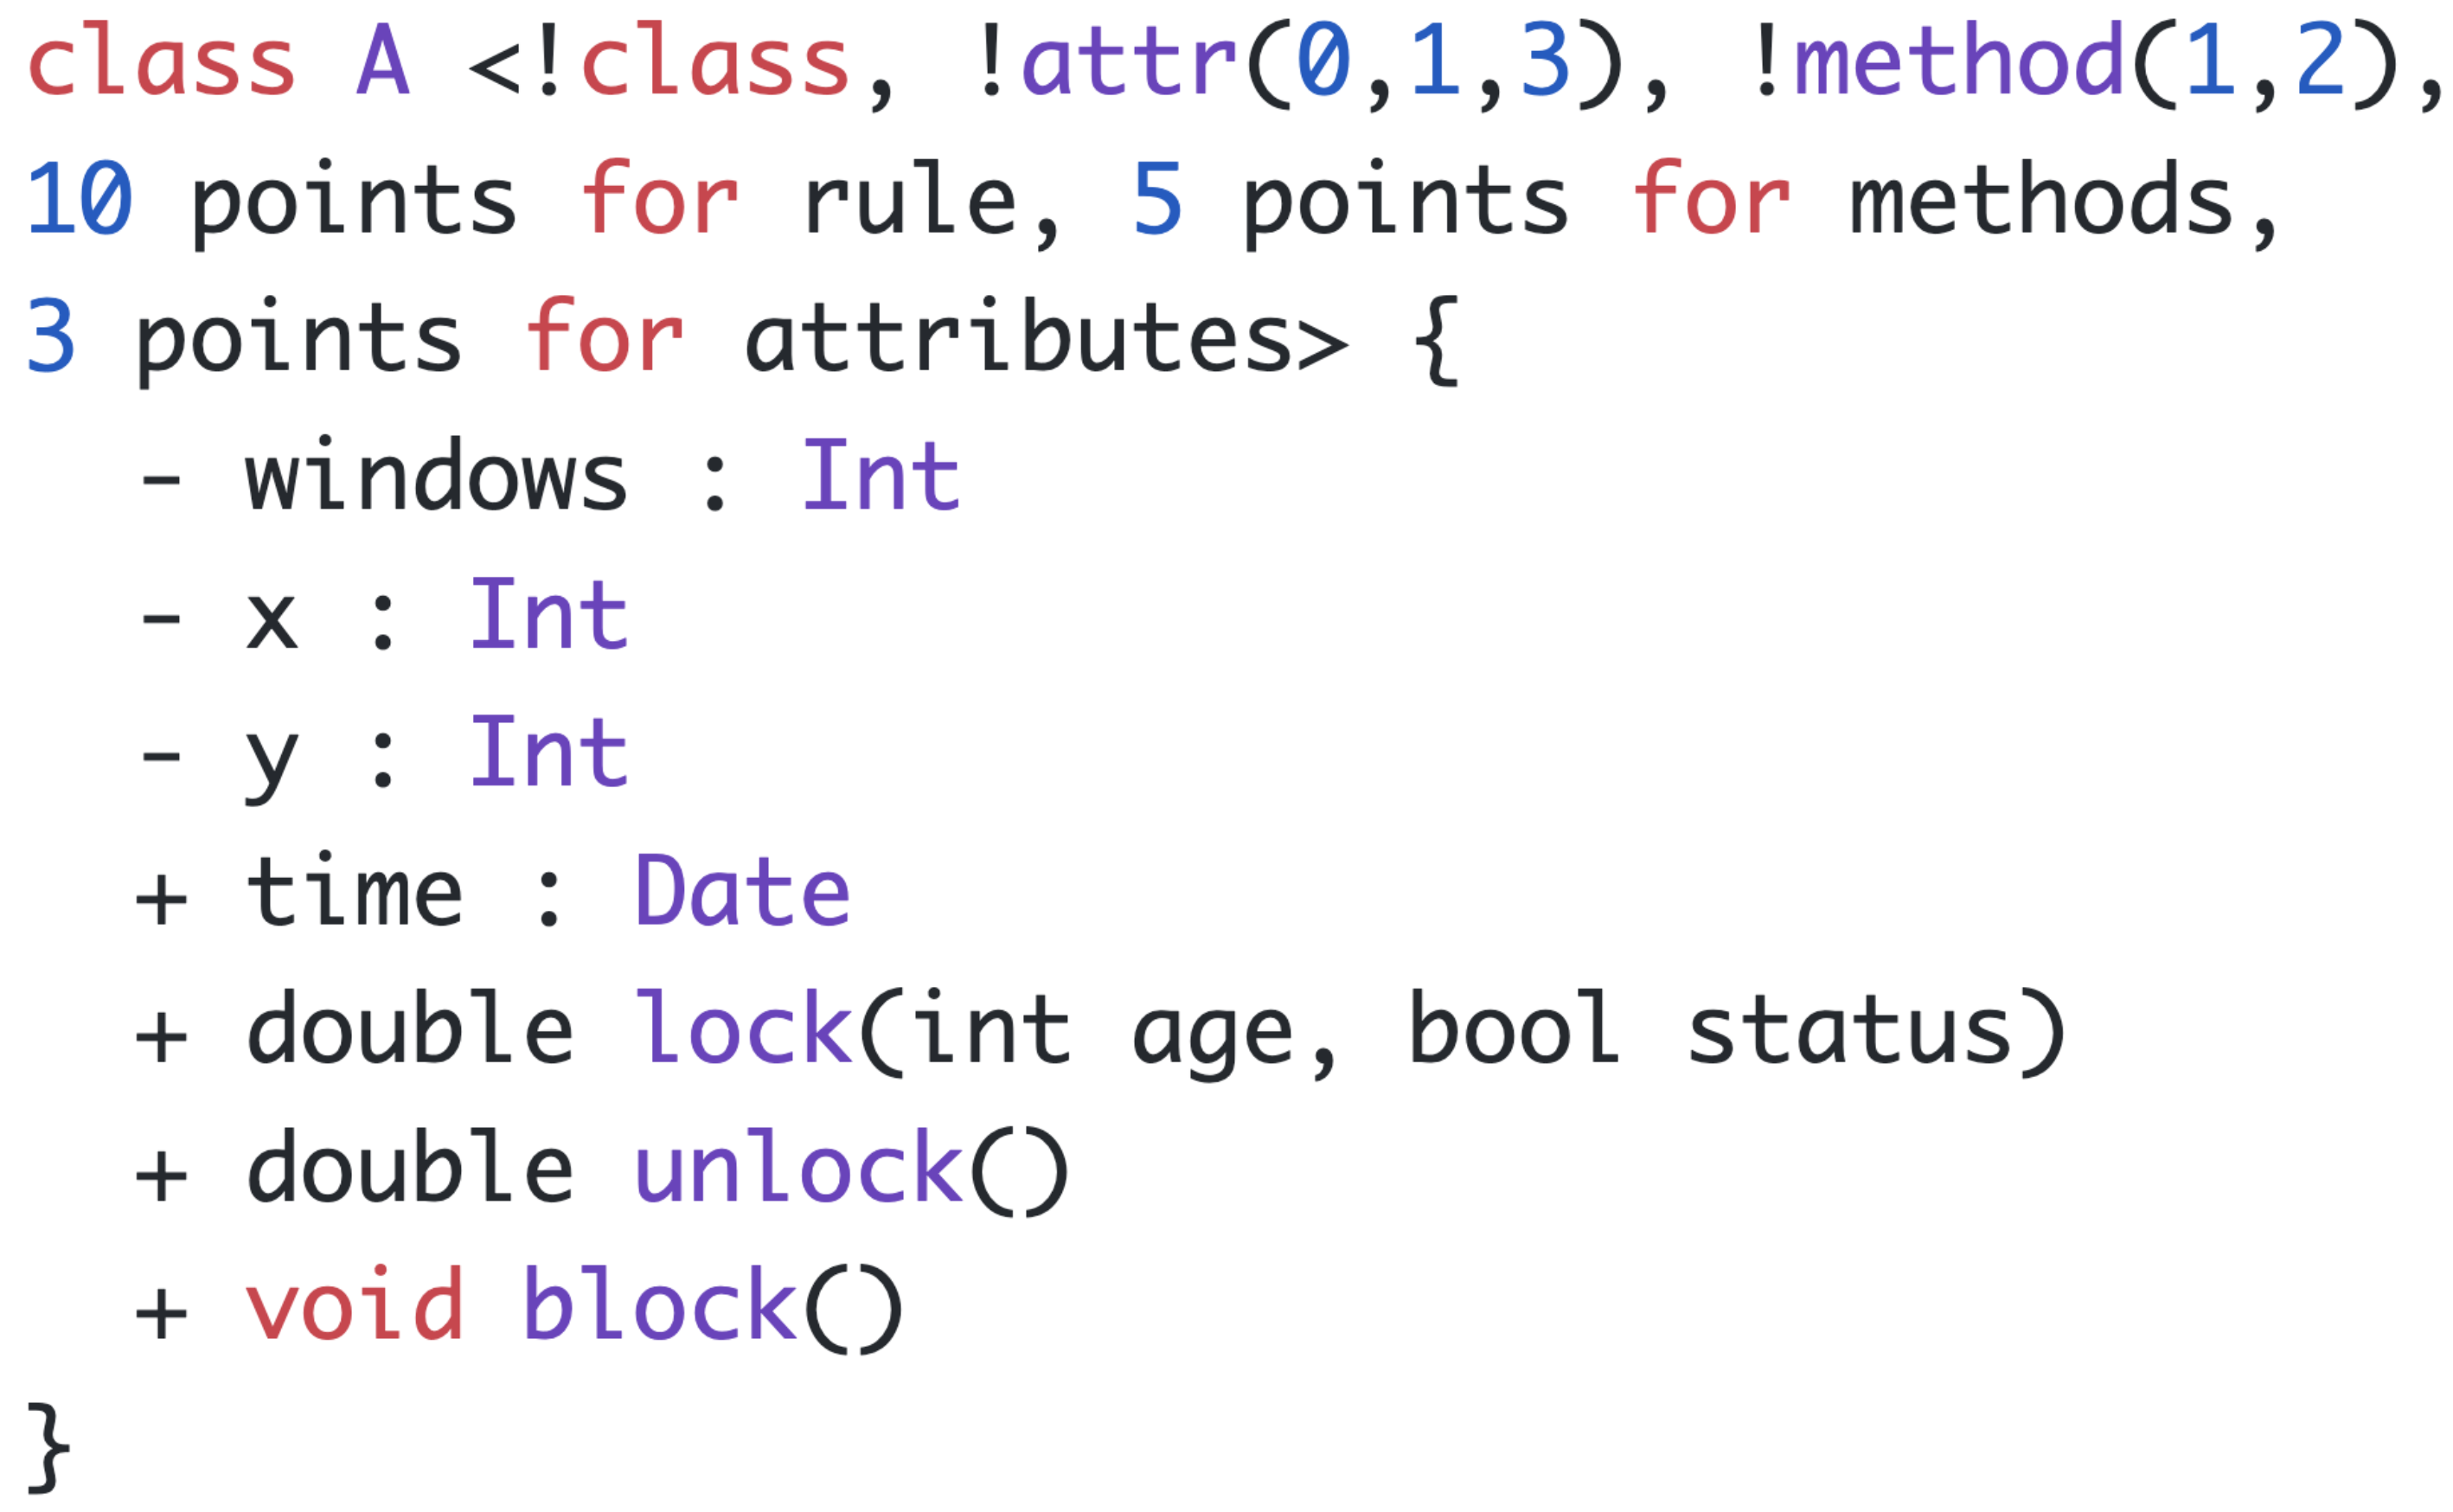 class A <!class, !attr(0,1,3), !method(1,2),
10 points for rule, 5 points for methods,
3 points for attributes> {
  - windows : Int
  - x : Int
  - y : Int
  + time : Date
  + double lock(int age, bool status)
  + double unlock()
  + void block()
}